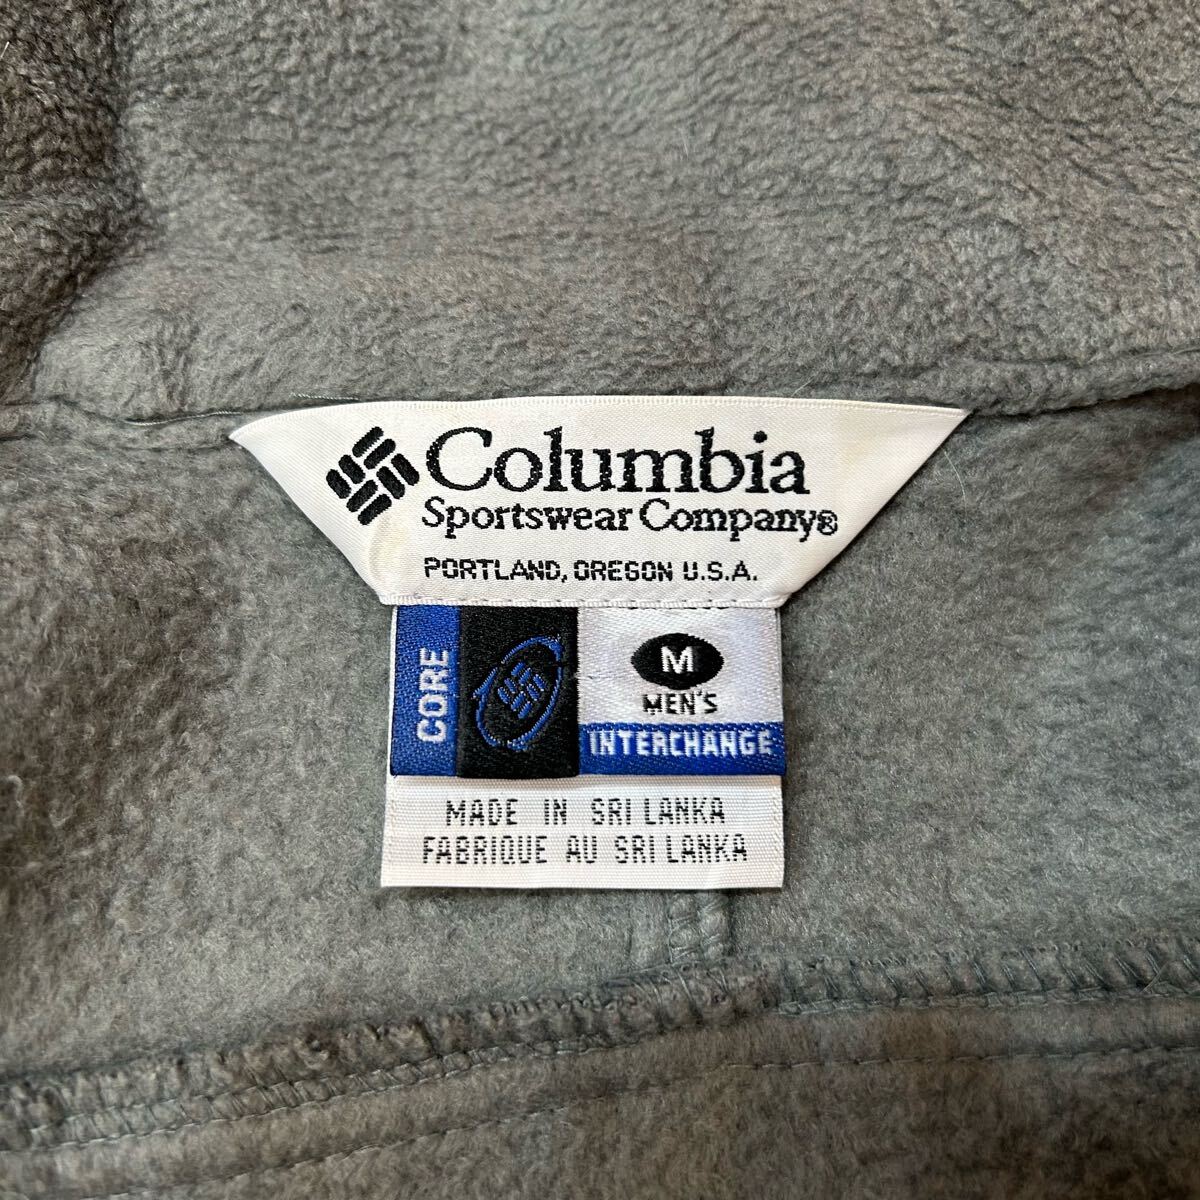 Columbia
Sportswear Company®
PORTLAND, OREGON U.S.A.
CORE
M
MEN'S
INTERCHANGE
MADE IN SRI LANKA
FABRIQUE AU SRI LANKA